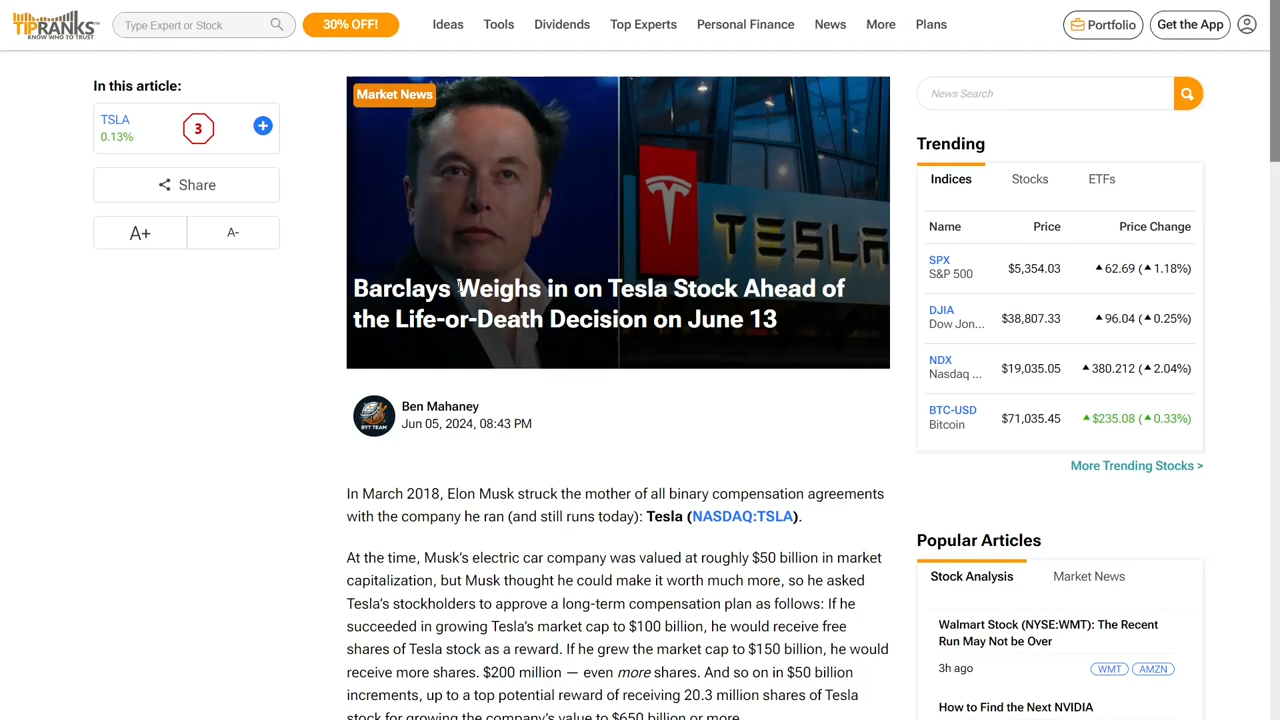 TIPRANKS
KNOW WHO TO TRUST
Type Expert or Stock
30% OFF!
Ideas
Tools
Dividends
Top Experts
Personal Finance
News
More
Plans
Portfolio
Get the App
In this article:
TSLA
0.13%
3
Share
A+
A-
Market News
TESLA
Barclays Weighs in on Tesla Stock Ahead of
the Life-or-Death Decision on June 13
BYT TEAM
Ben Mahaney
Jun 05, 2024, 08:43 PM
In March 2018, Elon Musk struck the mother of all binary compensation agreements
with the company he ran (and still runs today): Tesla (NASDAQ:TSLA).
At the time, Musk's electric car company was valued at roughly $50 billion in market
capitalization, but Musk thought he could make it worth much more, so he asked
Tesla's stockholders to approve a long-term compensation plan as follows: If he
succeeded in growing Tesla's market cap to $100 billion, he would receive free
shares of Tesla stock as a reward. If he grew the market cap to $150 billion, he would
receive more shares. $200 million — even more shares. And so on in $50 billion
increments, up to a top potential reward of receiving 20.3 million shares of Tesla
stock for growing the company's value to $650 billion or more.
News Search
Trending
Indices
Stocks
ETFs
Name Price Price Change
SPX
S&P 500
$5,354.03
▲62.69 (▲1.18%)
DJIA
Dow Jon...
$38,807.33
▲96.04 (▲0.25%)
NDX
Nasdaq ...
$19,035.05
▲380.212 (▲2.04%)
BTC-USD
Bitcoin
$71,035.45
▲$235.08 (▲0.33%)
More Trending Stocks >
Popular Articles
Stock Analysis
Market News
Walmart Stock (NYSE:WMT): The Recent
Run May Not be Over
3h ago
WMT
AMZN
How to Find the Next NVIDIA